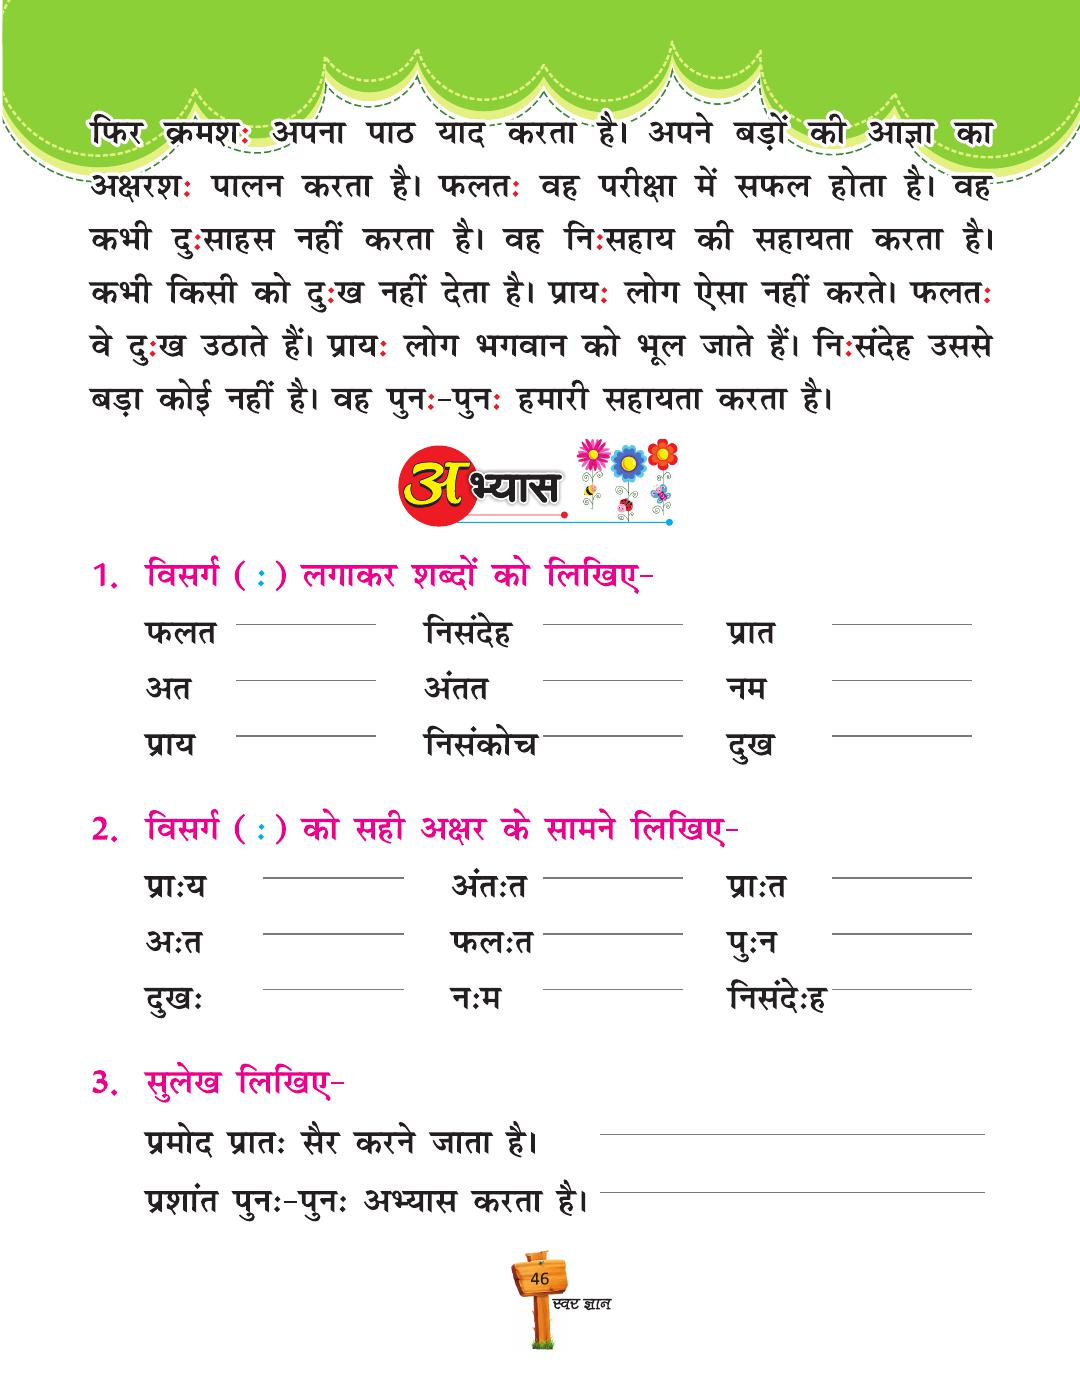 फिर क्रमशः अपना पाठ याद करता है। अपने बड़ों की आज्ञा का
अक्षरशः पालन करता है। फलतः वह परीक्षा में सफल होता है। वह
कभी दुःसाहस नहीं करता है। वह निःसहाय की सहायता करता है।
कभी किसी को दुःख नहीं देता है। प्रायः लोग ऐसा नहीं करते। फलतः
वे दुःख उठाते हैं। प्रायः लोग भगवान को भूल जाते हैं। निःसंदेह उससे
बड़ा कोई नहीं है। वह पुनः-पुनः हमारी सहायता करता है।
अभ्यास
1. विसर्ग ( : ) लगाकर शब्दों को लिखिए-
फलत निसंदेह प्रात
अत अंतत नम
प्राय निसंकोच दुख
2. विसर्ग ( : ) को सही अक्षर के सामने लिखिए-
प्राःय अंतःत प्राःत
अःत फलःत पुःन
दुखः नःम निसंदेःह
3. सुलेख लिखिए-
प्रमोद प्रातः सैर करने जाता है।
प्रशांत पुनः-पुनः अभ्यास करता है।
46
स्वर ज्ञान